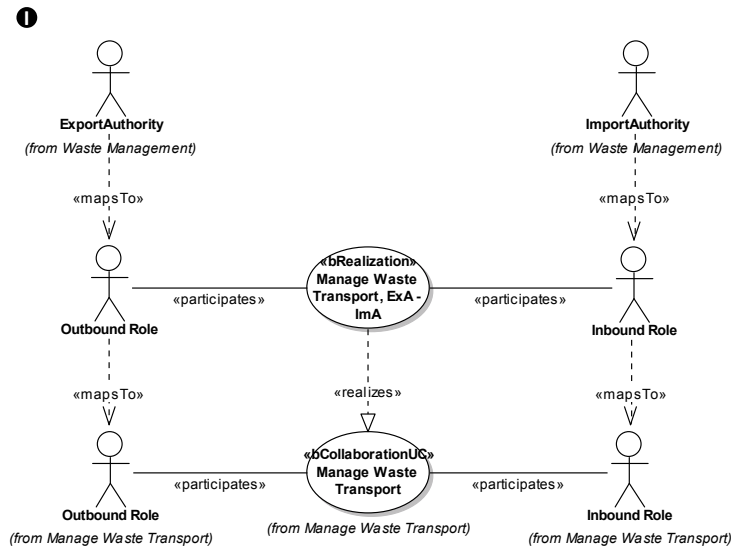 1
ExportAuthority
ImportAuthority
(from Waste Management)
(from Waste Management)
«mapsTo»
«mapsTo»
«bRealization»
Manage Waste
Transport, ExA -
ImA
«participates»
«participates»
Outbound Role
Inbound Role
«mapsTo»
«realizes»
«mapsTo»
«bCollaborationUC»
Manage Waste
Transport
«participates»
«participates»
Outbound Role
Inbound Role
(from Manage Waste Transport)
(from Manage Waste Transport)
(from Manage Waste Transport)